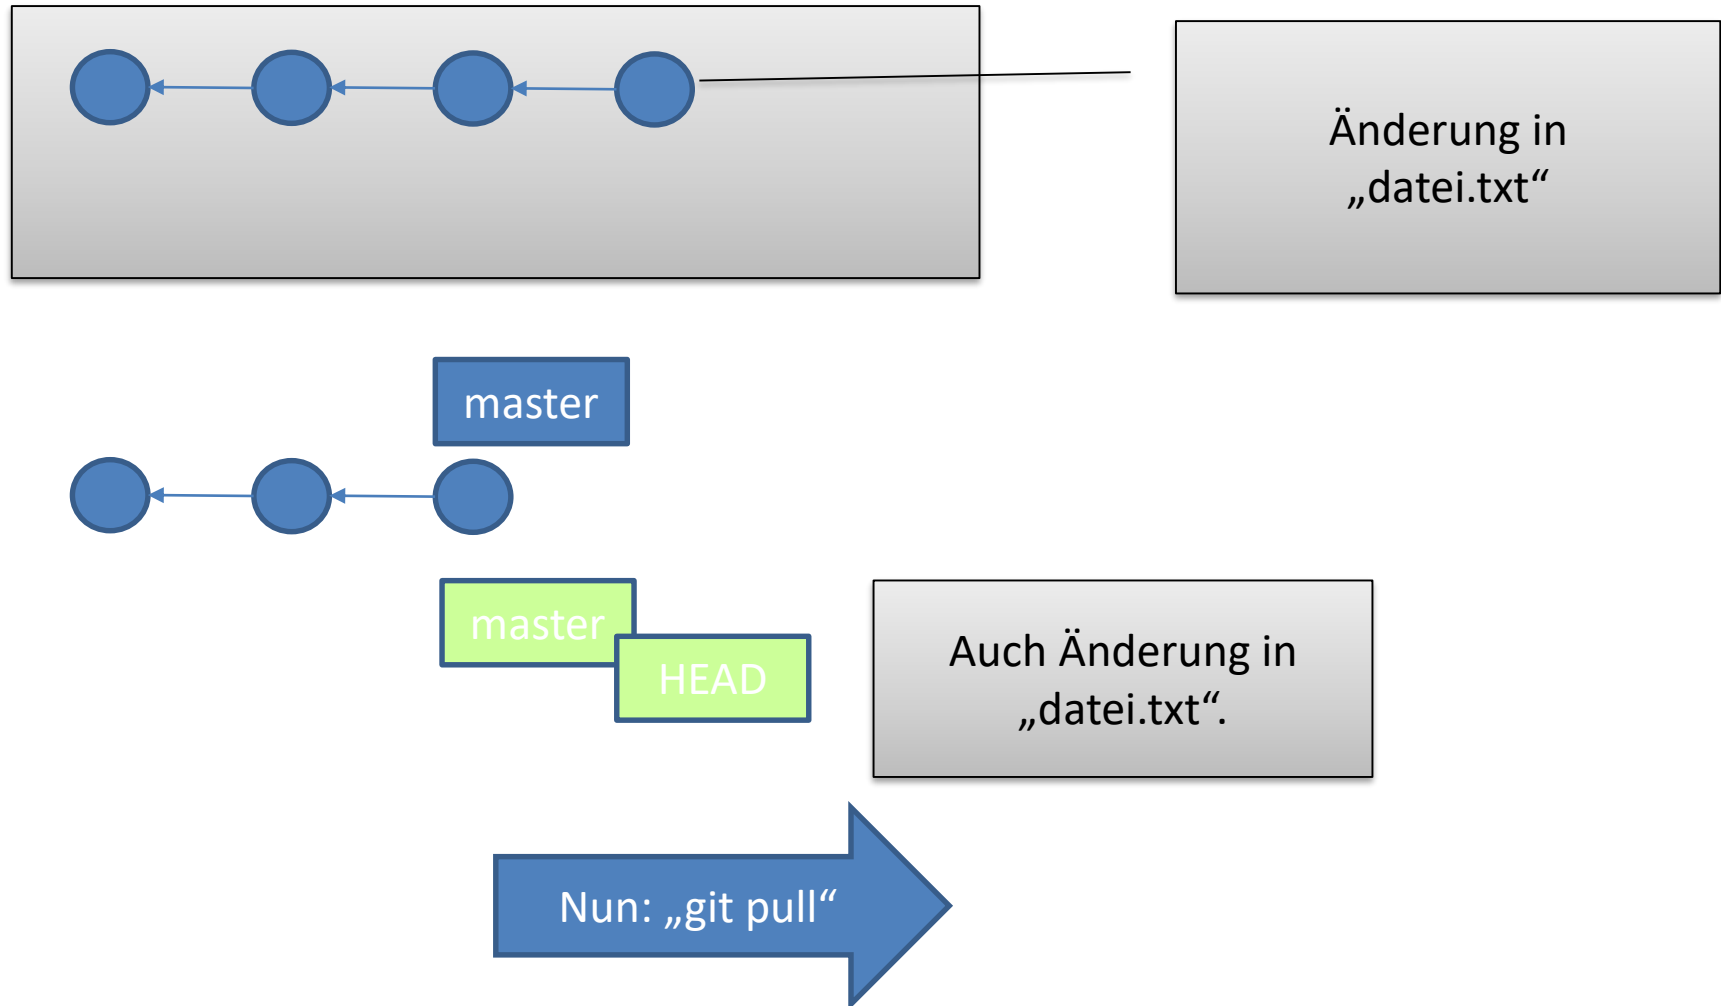 Änderung in
„datei.txt“
master
master
HEAD
Auch Änderung in
„datei.txt“.
Nun: „git pull“